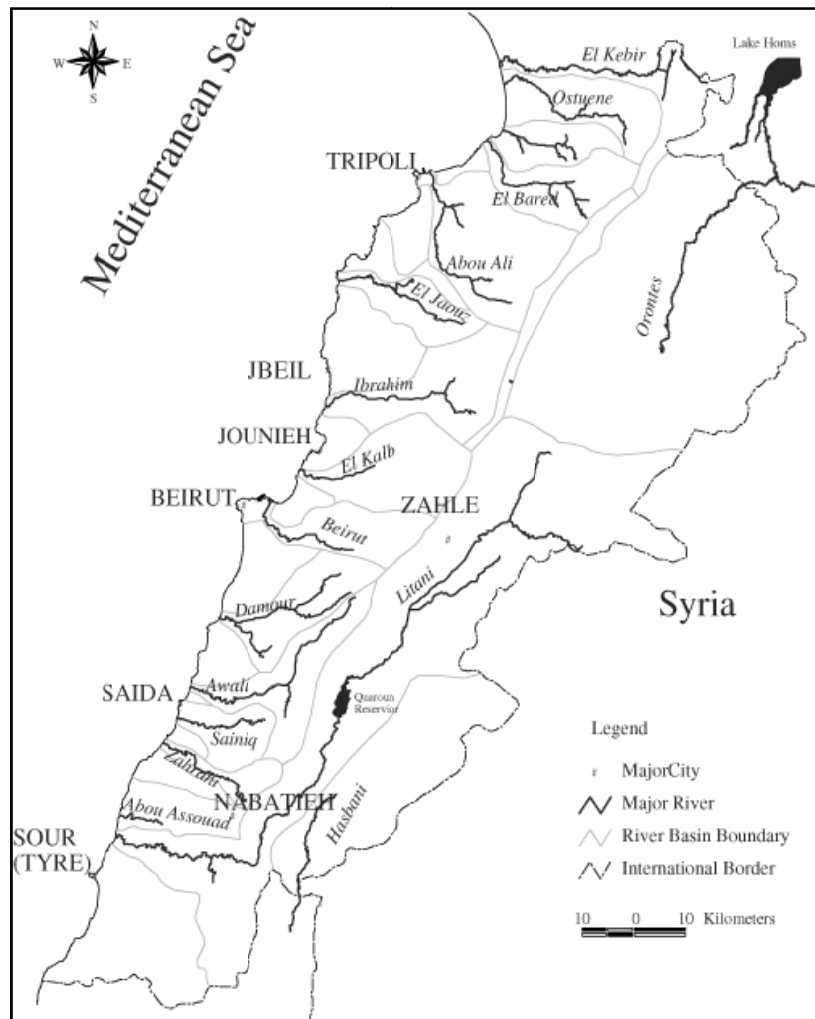 N
W E
S
Mediterranean Sea
Lake Homs
El Kebir
Ostuene
TRIPOLI
El Bared
Abou Ali
El Jaouz
Orontes
JBEIL
Ibrahim
JOUNIEH
El Kalb
BEIRUT
ZAHLE
Beirut
Litani
Syria
Damour
Awali
SAIDA
Quaroun
Reservior
Sainiq
Zahrani
NABATIEH
Hasbani
Abou Assouad
SOUR
(TYRE)
Legend
MajorCity
Major River
River Basin Boundary
International Border
10 0 10 Kilometers